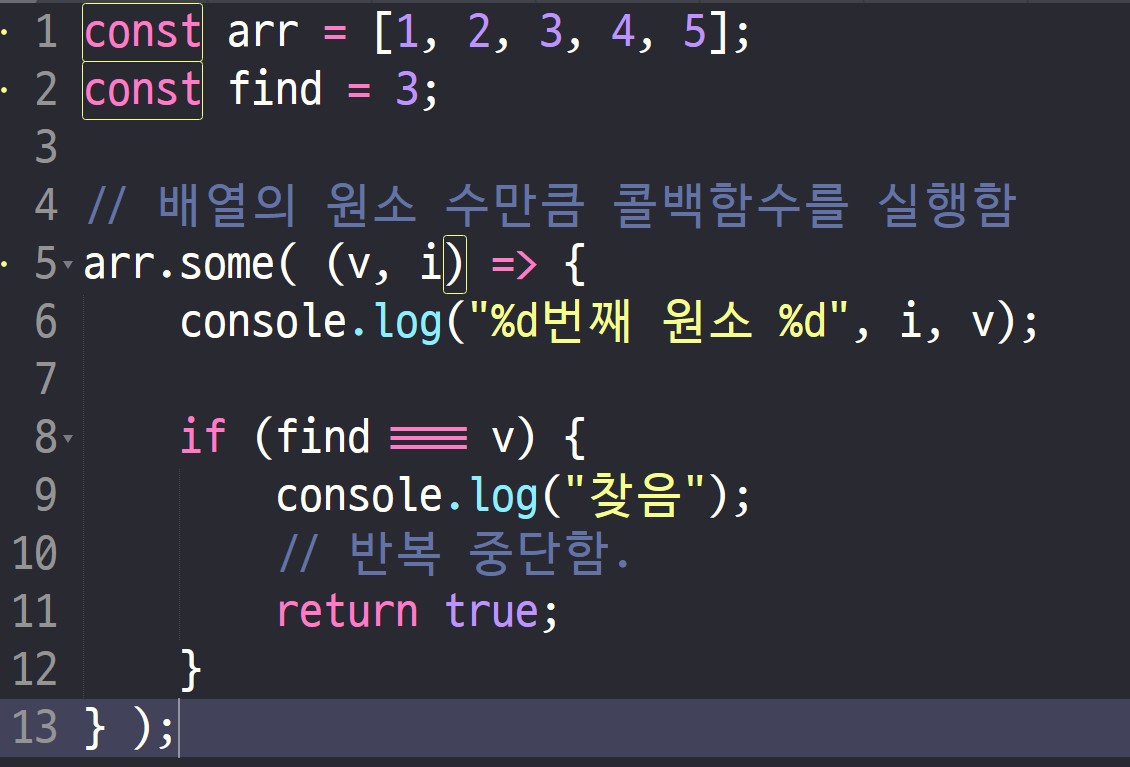 1 const arr = [1, 2, 3, 4, 5];
2 const find = 3;
3
4 // 배열의 원소 수만큼 콜백함수를 실행함
5 arr.some( (v, i) => {
6     console.log("%d번째 원소 %d", i, v);
7
8     if (find === v) {
9         console.log("찾음");
10         // 반복 중단함.
11         return true;
12     }
13 } );